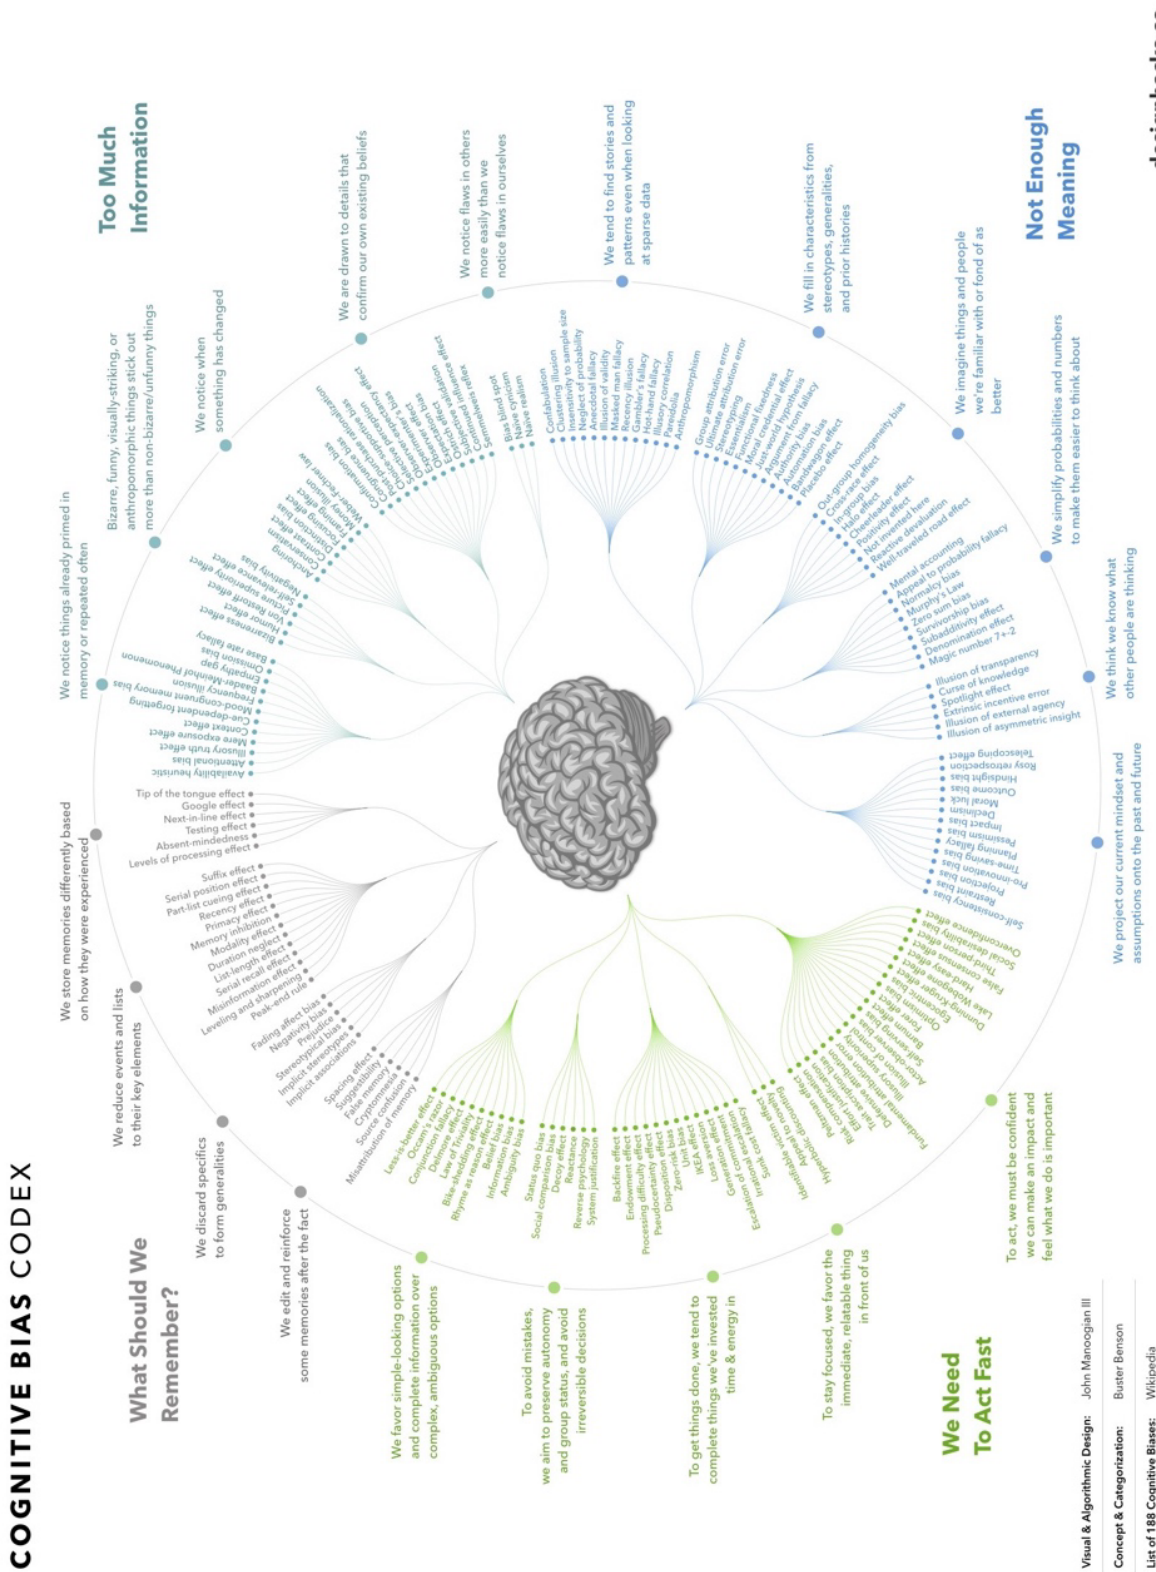 COGNITIVE BIAS CODEX
What Should We
Remember?
We store memories differently based
on how they were experienced
Tip of the tongue effect
Google effect
Next-in-line effect
Testing effect
Absent-mindedness
Levels of processing effect
We reduce events and lists
to their key elements
Suffix effect
Serial position effect
Part-list cueing effect
Recency effect
Primacy effect
Memory inhibition
Modality effect
Duration neglect
List-length effect
Serial recall effect
Misinformation effect
Leveling and sharpening
Peak-end rule
We discard specifics
to form generalities
Fading affect bias
Negativity bias
Prejudice
Stereotypical bias
Implicit stereotypes
Implicit associations
We edit and reinforce
some memories after the fact
Spacing effect
Suggestibility
False memory
Cryptomnesia
Source confusion
Misattribution of memory
Too Much
Information
We notice things already primed in
memory or repeated often
Availability heuristic
Attentional bias
Illusory truth effect
Mere exposure effect
Context effect
Cue-dependent forgetting
Mood-congruent memory bias
Frequency illusion
Baader-Meinhof Phenomenon
Empathy gap
Omission bias
Base rate fallacy
Bizarre, funny, visually-striking, or
anthropomorphic things stick out
more than non-bizarre/unfunny things
Bizarreness effect
Humor effect
Von Restorff effect
Picture superiority effect
Self-relevance effect
Negativity bias
We notice when
something has changed
Anchoring
Conservatism
Contrast effect
Distinction bias
Focusing effect
Framing effect
Money illusion
Weber-Fechner law
We are drawn to details that
confirm our own existing beliefs
Confirmation bias
Congruence bias
Post-purchase rationalization
Choice-supportive bias
Selective perception
Observer-expectancy effect
Experimenter's bias
Observer effect
Expectation bias
Ostrich effect
Subjective validation
Continued influence effect
Semmelweis reflex
We notice flaws in others
more easily than we
notice flaws in ourselves
Bias blind spot
Naïve cynicism
Naïve realism
We tend to find stories and
patterns even when looking
at sparse data
Confabulation
Clustering illusion
Insensitivity to sample size
Neglect of probability
Anecdotal fallacy
Illusion of validity
Masked man fallacy
Recency illusion
Gambler's fallacy
Hot-hand fallacy
Illusory correlation
Pareidolia
Anthropomorphism
We fill in characteristics from
stereotypes, generalities,
and prior histories
Group attribution error
Ultimate attribution error
Stereotyping
Essentialism
Functional fixedness
Moral credential effect
Just-world hypothesis
Argument from fallacy
Authority bias
Automation bias
Bandwagon effect
Placebo effect
Not Enough
Meaning
We imagine things and people
we're familiar with or fond of as
better
Out-group homogeneity bias
Cross-race effect
In-group bias
Halo effect
Cheerleader effect
Positivity effect
Not invented here
Reactive devaluation
Well-traveled road effect
We simplify probabilities and numbers
to make them easier to think about
Mental accounting
Appeal to probability fallacy
Normalcy bias
Murphy's Law
Zero sum bias
Survivorship bias
Subadditivity effect
Denomination effect
Magic number 7+-2
We think we know what
other people are thinking
Illusion of transparency
Curse of knowledge
Spotlight effect
Extrinsic incentive error
Illusion of external agency
Illusion of asymmetric insight
We project our current mindset and
assumptions onto the past and future
Telescoping effect
Rosy retrospection
Hindsight bias
Outcome bias
Moral luck
Declinism
Impact bias
Pessimism bias
Planning fallacy
Time-saving bias
Pro-innovation bias
Projection bias
Restraint bias
Self-consistency bias
We Need
To Act Fast
To act, we must be confident
we can make an impact and
feel what we do is important
Overconfidence effect
Social desirability bias
Third-person effect
False consensus effect
Hard-easy effect
Lake Wobegone effect
Dunning-Kruger effect
Egocentric bias
Optimism bias
Forer effect
Barnum effect
Self-serving bias
Actor-observer bias
Illusion of control
Illusory superiority
Fundamental attribution error
Defensive attribution hypothesis
Trait ascription bias
Effort justification
Risk compensation
Peltzman effect
To stay focused, we favor the
immediate, relatable thing
in front of us
Hyperbolic discounting
Appeal to novelty
Identifiable victim effect
To get things done, we tend to
complete things we've invested
time & energy in
Sunk cost fallacy
Irrational escalation
Escalation of commitment
Generation effect
Loss aversion
IKEA effect
Unit bias
Zero-risk bias
Disposition effect
Pseudocertainty effect
Processing difficulty effect
Endowment effect
Backfire effect
To avoid mistakes,
we aim to preserve autonomy
and group status, and avoid
irreversible decisions
System justification
Reverse psychology
Reactance
Decoy effect
Social comparison bias
Status quo bias
We favor simple-looking options
and complete information over
complex, ambiguous options
Ambiguity bias
Information bias
Belief bias
Rhyme as reason effect
Bike-shedding effect
Law of Triviality
Delmore effect
Conjunction fallacy
Occam's razor
Less-is-better effect
Visual & Algorithmic Design: John Manoogian III
Concept & Categorization: Buster Benson
List of 188 Cognitive Biases: Wikipedia